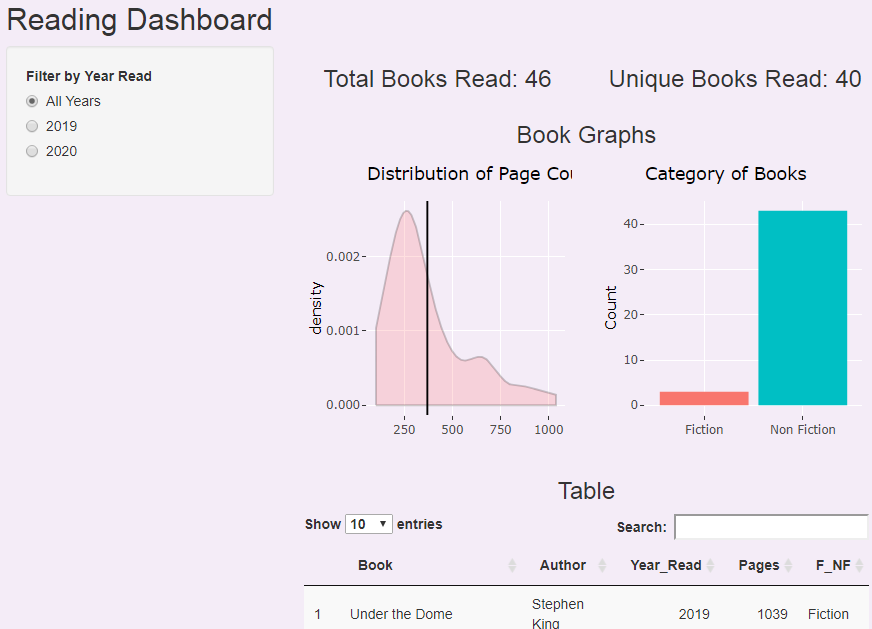 Reading Dashboard
Filter by Year Read
All Years
2019
2020
Total Books Read: 46
Unique Books Read: 40
Book Graphs
Distribution of Page Cou
density
0.002
0.001
0.000
250 500 750 1000
Category of Books
Count
40
30
20
10
0
Fiction Non Fiction
Table
Show 10 entries
Search:
Book Author Year_Read Pages F_NF
1 Under the Dome Stephen King 2019 1039 Fiction